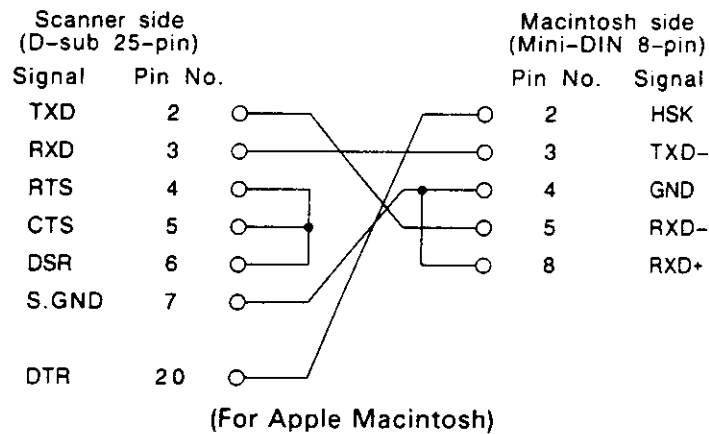 Scanner side Macintosh side
(D-sub 25-pin) (Mini-DIN 8-pin)
Signal Pin No. Pin No. Signal
TXD 2 2 HSK
RXD 3 3 TXD-
RTS 4 4 GND
CTS 5 5 RXD-
DSR 6 8 RXD+
S.GND 7
DTR 20
(For Apple Macintosh)